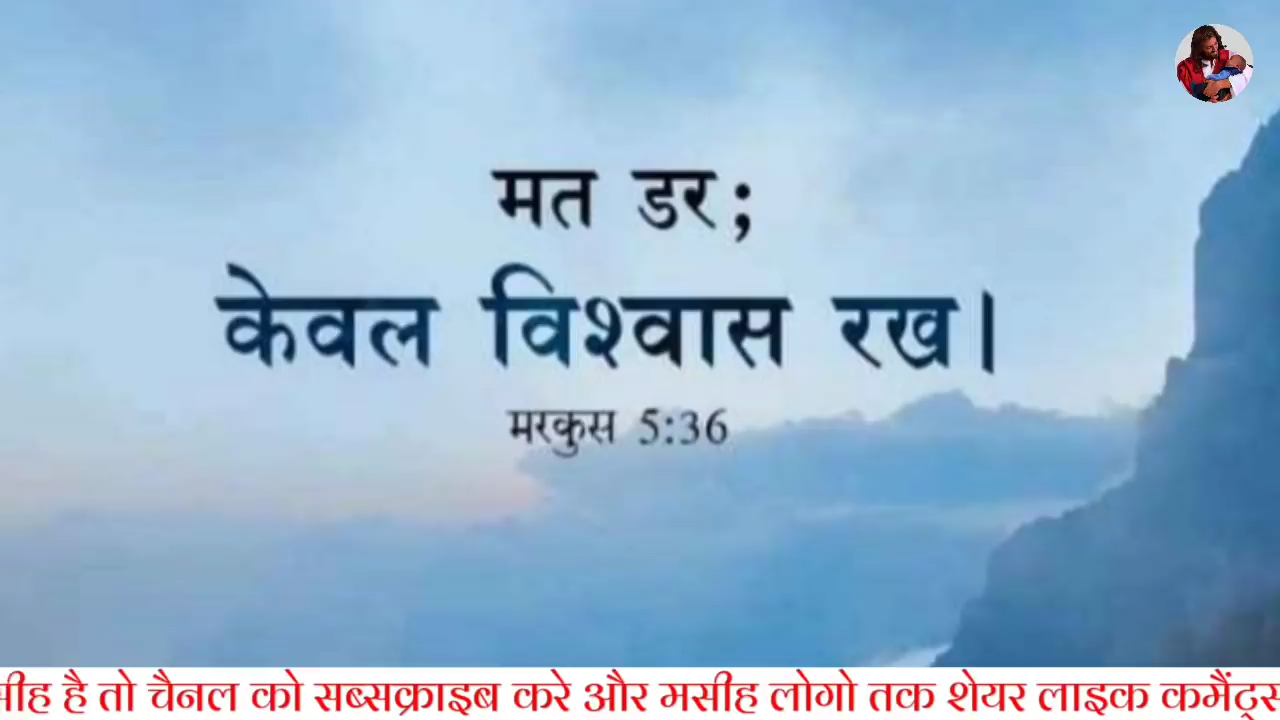 मत डर;
केवल विश्वास रख।
मरकुस 5:36
है तो चैनल को सब्सक्राइब करे और मसीह लोगो तक शेयर लाइक कमैंट्स